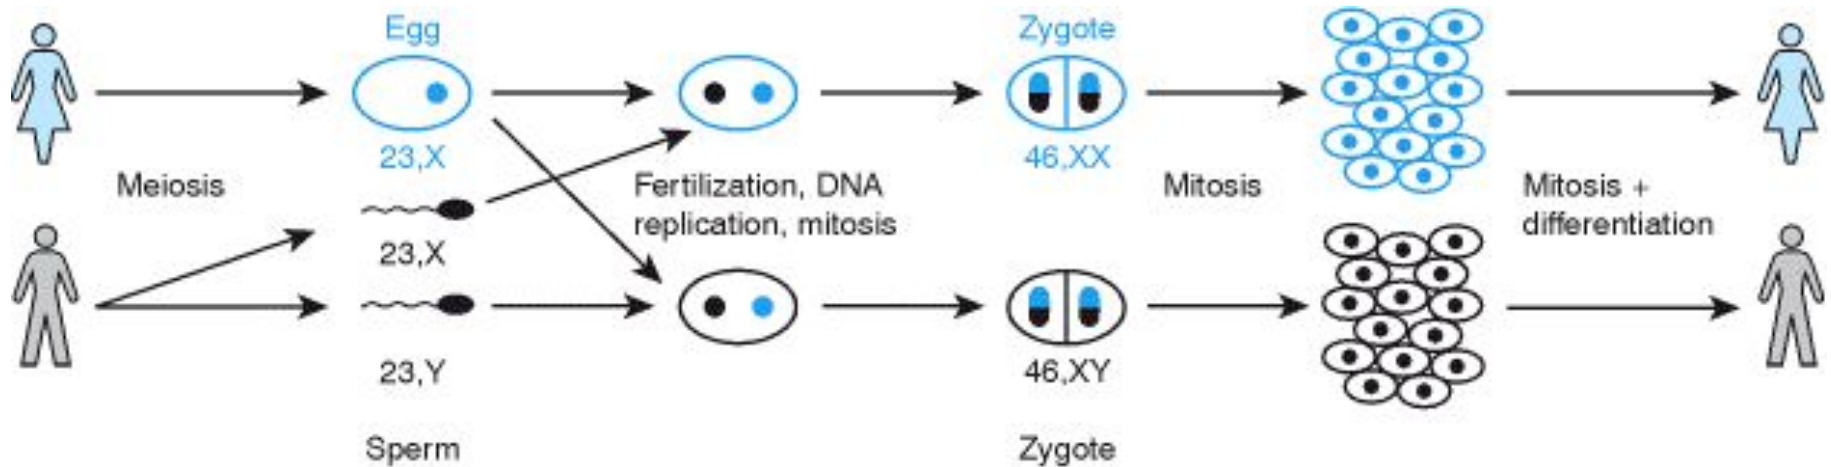 Egg
Zygote
23,X
46,XX
Meiosis
Fertilization, DNA
replication, mitosis
Mitosis
Mitosis +
differentiation
23,X
23,Y
46,XY
Sperm
Zygote